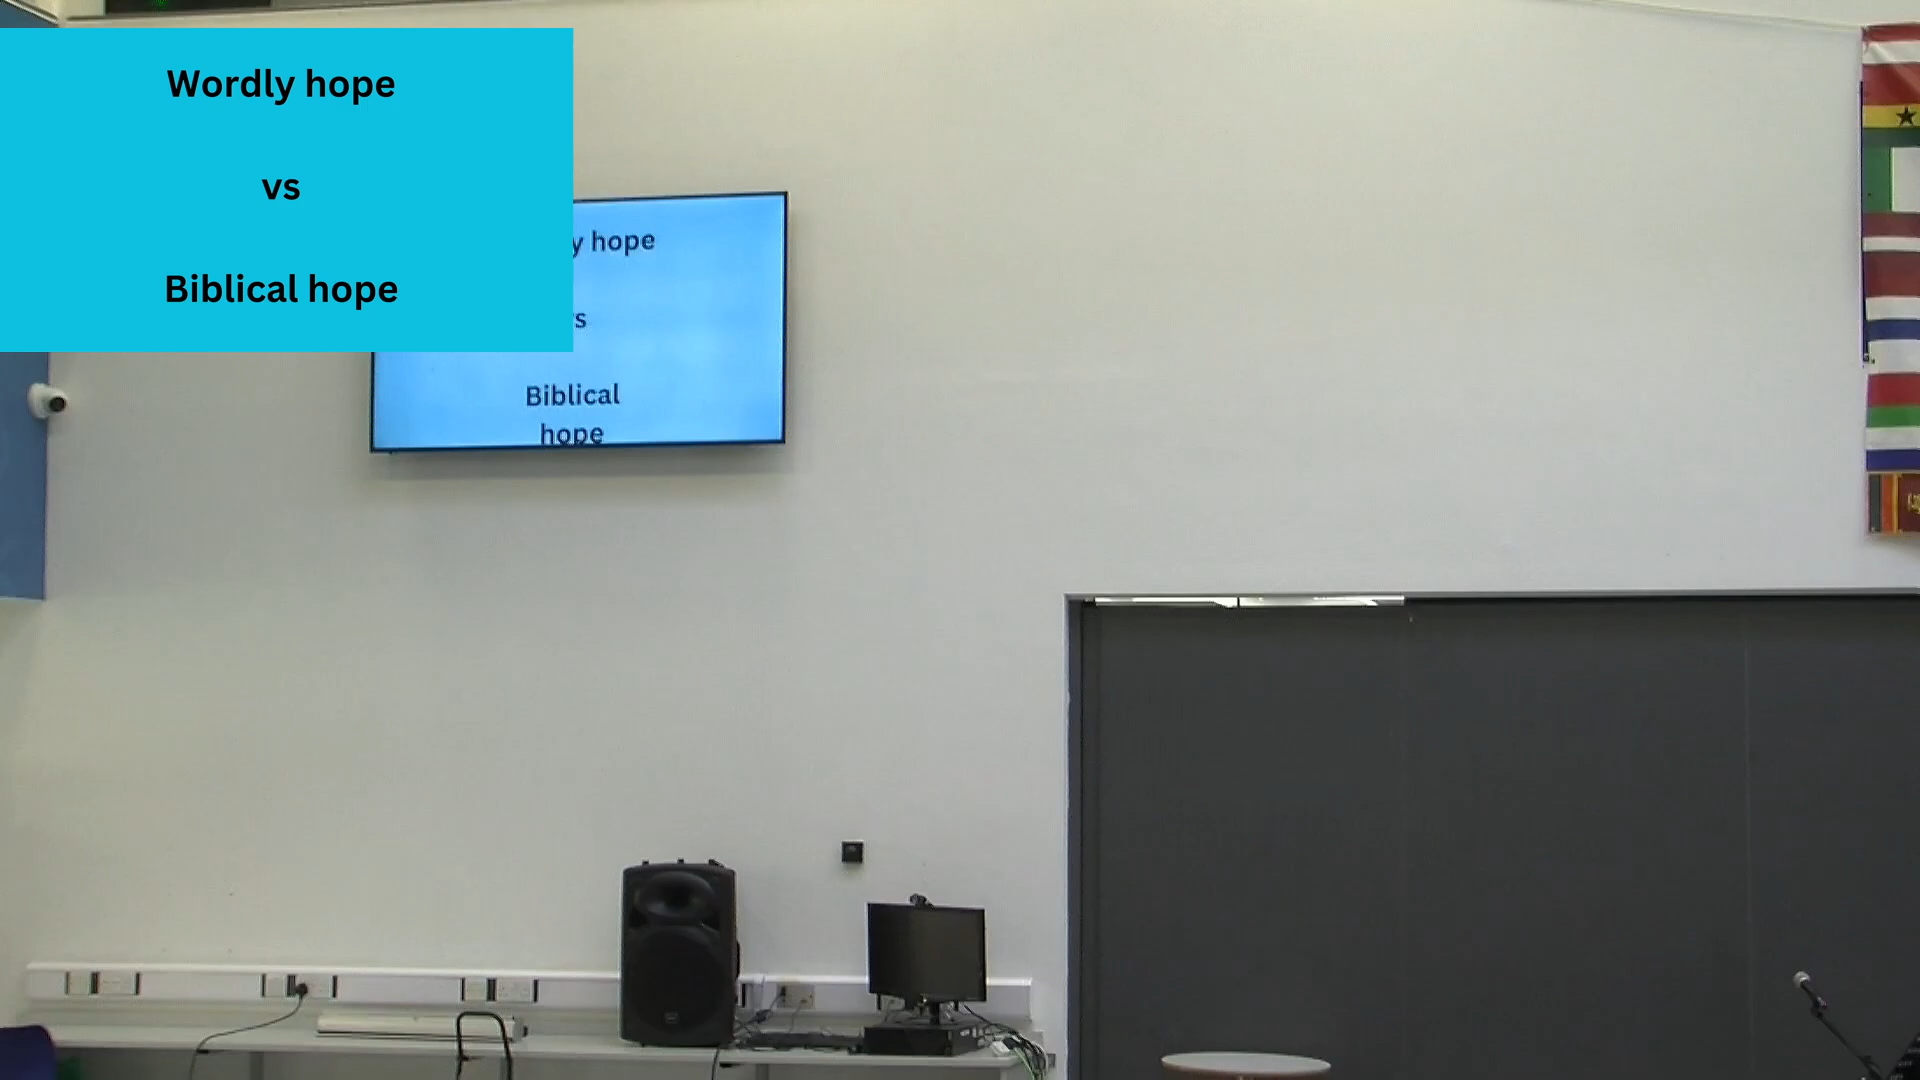 Wordly hope
vs
Biblical hope
y hope
s
Biblical
hope